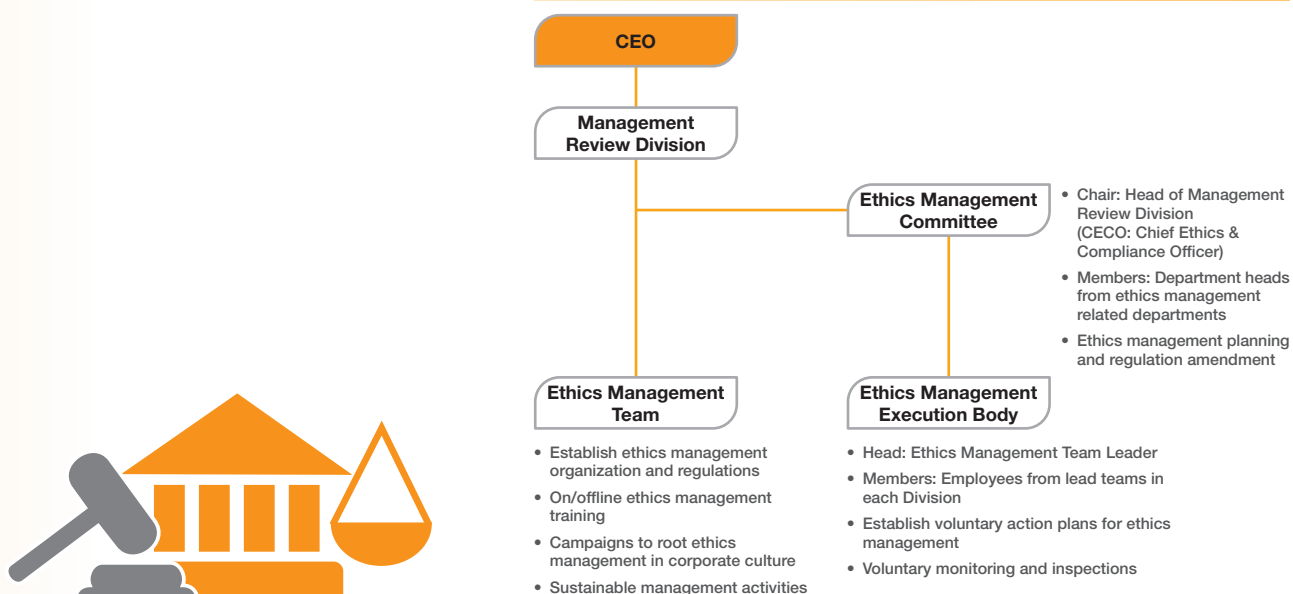 CEO
Management
Review Division
Ethics Management
Committee
• Chair: Head of Management
Review Division
(CECO: Chief Ethics &
Compliance Officer)
• Members: Department heads
from ethics management
related departments
• Ethics management planning
and regulation amendment
Ethics Management
Team
• Establish ethics management
organization and regulations
• On/offline ethics management
training
• Campaigns to root ethics
management in corporate culture
• Sustainable management activities
Ethics Management
Execution Body
• Head: Ethics Management Team Leader
• Members: Employees from lead teams in
each Division
• Establish voluntary action plans for ethics
management
• Voluntary monitoring and inspections